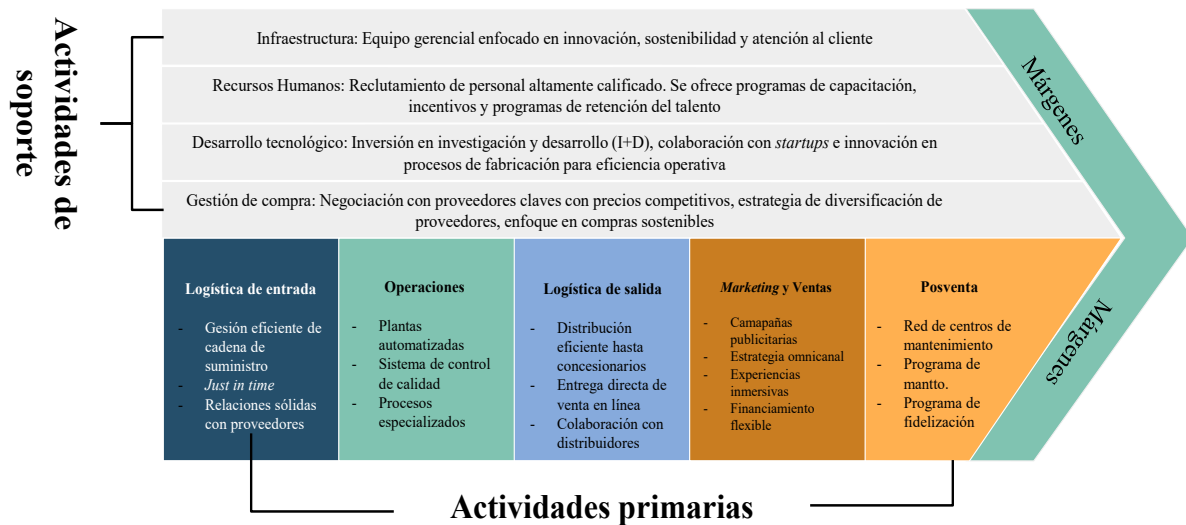 Actividades de
soporte
Infraestructura: Equipo gerencial enfocado en innovación, sostenibilidad y atención al cliente
Recursos Humanos: Reclutamiento de personal altamente calificado. Se ofrece programas de capacitación,
incentivos y programas de retención del talento
Desarrollo tecnológico: Inversión en investigación y desarrollo (I+D), colaboración con startups e innovación en
procesos de fabricación para eficiencia operativa
Gestión de compra: Negociación con proveedores claves con precios competitivos, estrategia de diversificación de
proveedores, enfoque en compras sostenibles
Márgenes
Márgenes
Logística de entrada
- Gesión eficiente de
cadena de
suministro
- Just in time
- Relaciones sólidas
con proveedores
Operaciones
- Plantas
automatizadas
- Sistema de control
de calidad
- Procesos
especializados
Logística de salida
- Distribución
eficiente hasta
concesionarios
- Entrega directa de
venta en línea
- Colaboración con
distribuidores
Marketing y Ventas
- Camapañas
publicitarias
- Estrategia omnicanal
- Experiencias
inmersivas
- Financiamiento
flexible
Posventa
- Red de centros de
mantenimiento
- Programa de
mantto.
- Programa de
fidelización
Actividades primarias